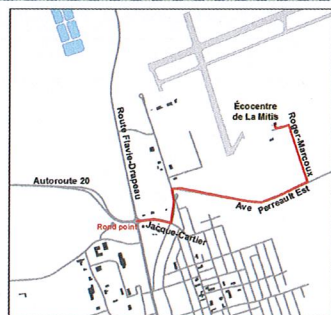 Écocentre
de La Mitis
Roger-Marcoux
Route Flavie-Drapeau
Autoroute 20
Ave Perreault Est
Rond point
Jacque-Cartier